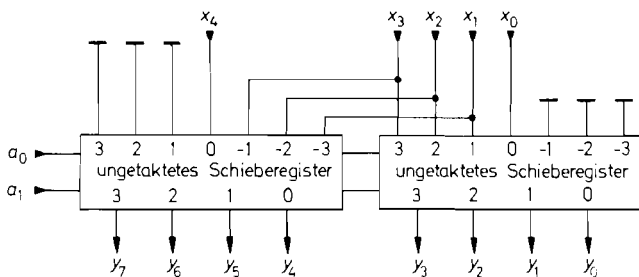 x₄ x₃ x₂ x₁ x₀
a₀ 3 2 1 0 -1 -2 -3 3 2 1 0 -1 -2 -3
ungetaktetes Schieberegister ungetaktetes Schieberegister
a₁ 3 2 1 0 3 2 1 0
y₇ y₆ y₅ y₄ y₃ y₂ y₁ y₀